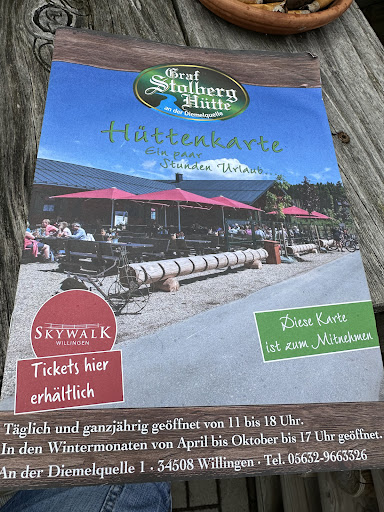 Graf
Stolberg
Hütte
an der Diemelquelle
Hüttenkarte
Ein paar
Stunden Urlaub...
SKYWALK
WILLINGEN
Tickets hier
erhältlich
Diese Karte
ist zum Mitnehmen
Täglich und ganzjährig geöffnet von 11 bis 18 Uhr.
In den Wintermonaten von April bis Oktober bis 17 Uhr geöffnet.
An der Diemelquelle 1 · 34508 Willingen · Tel. 05632-9663326